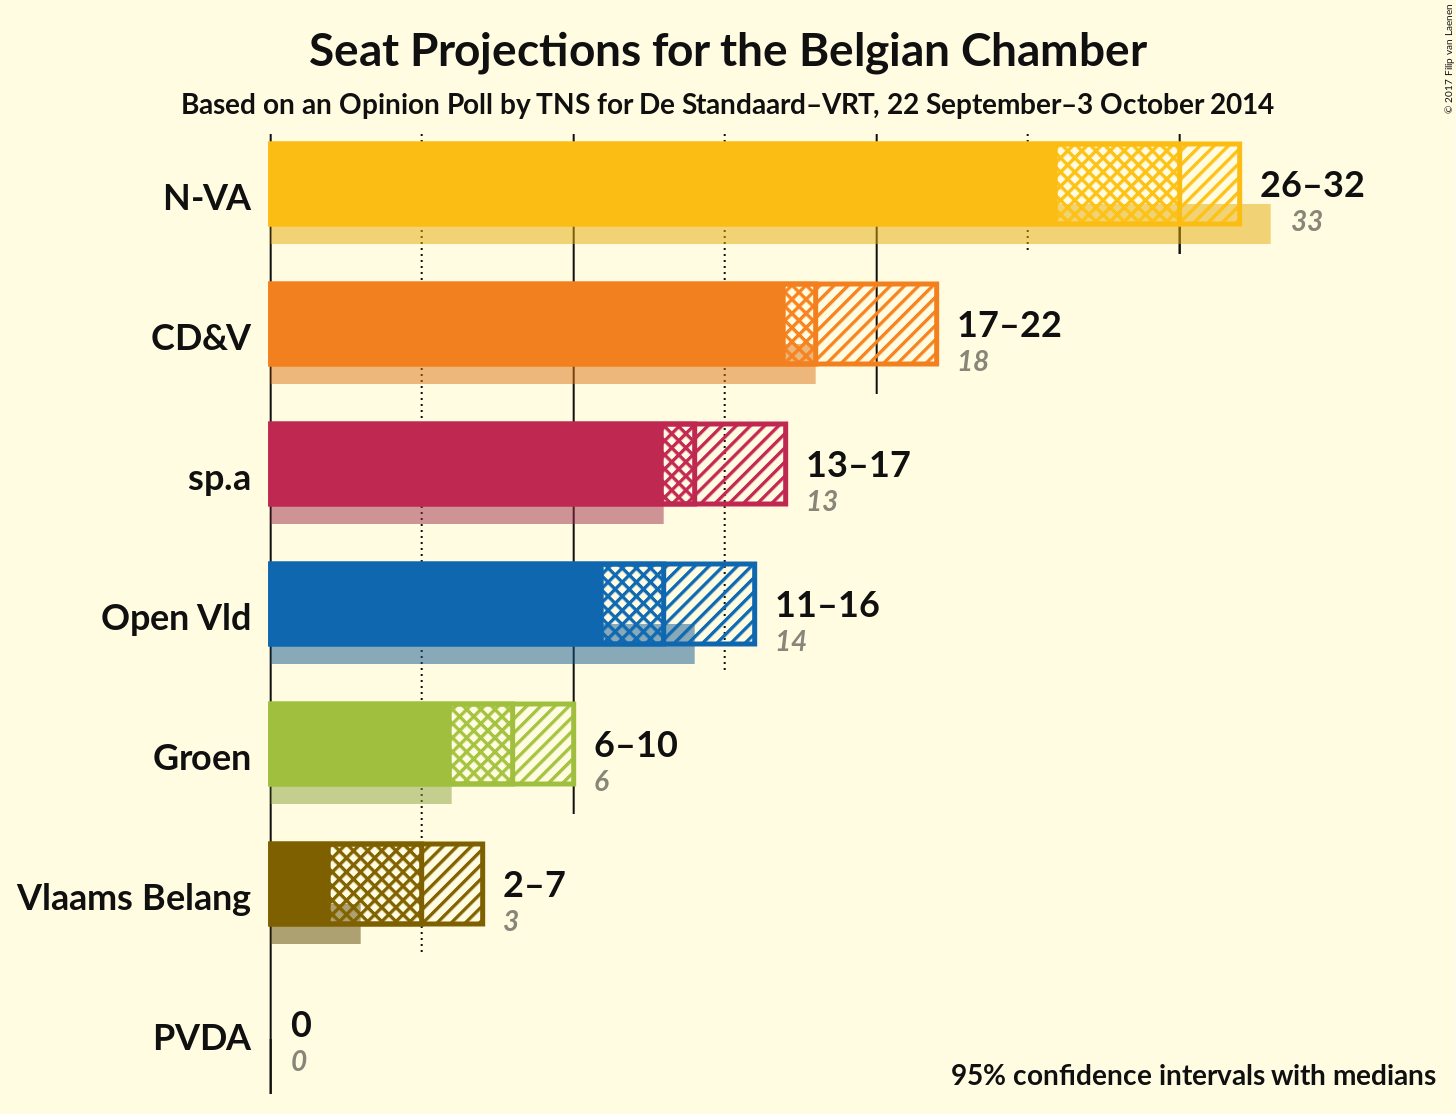 Seat Projections for the Belgian Chamber
Based on an Opinion Poll by TNS for De Standaard–VRT, 22 September–3 October 2014
© 2017 Filip van Laenen
N-VA
26–32
33
CD&V
17–22
18
sp.a
13–17
13
Open Vld
11–16
14
Groen
6–10
6
Vlaams Belang
2–7
3
PVDA
0
0
95% confidence intervals with medians